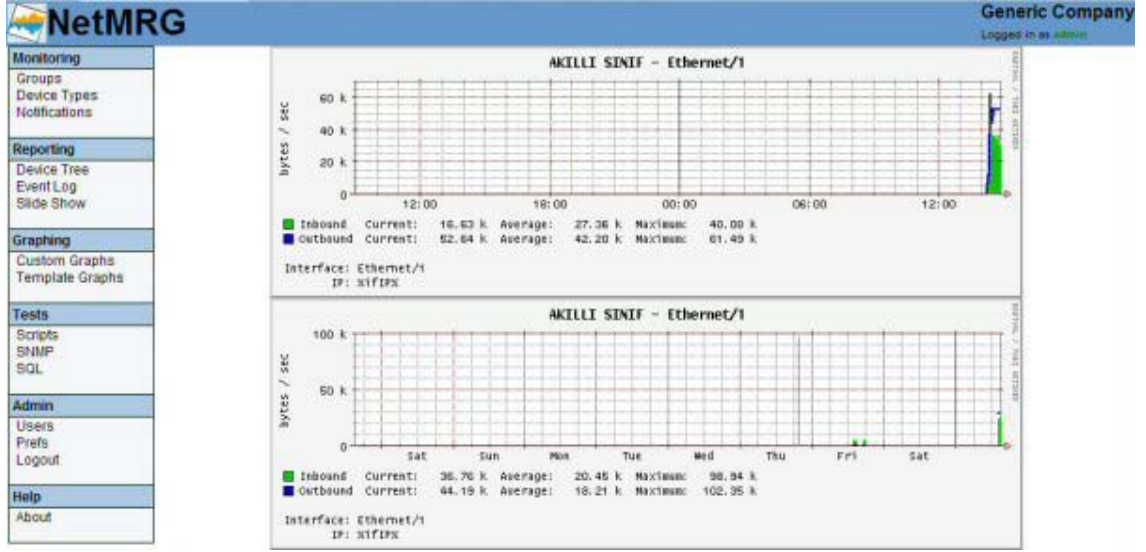 NetMRG
Generic Company
Logged in as admin
Monitoring
Groups
Device Types
Notifications
Reporting
Device Tree
Event Log
Slide Show
Graphing
Custom Graphs
Template Graphs
Tests
Scripts
SNMP
SQL
Admin
Users
Prefs
Logout
Help
About
AKILLI SINIF - Ethernet/1
bytes / sec
60 k
40 k
20 k
0
12:00 18:00 00:00 06:00 12:00
Inbound Current: 16.63 k Average: 27.36 k Maximum: 40.00 k
Outbound Current: 52.64 k Average: 42.20 k Maximum: 61.49 k
Interface: Ethernet/1
IP: %ifIP%
AKILLI SINIF - Ethernet/1
bytes / sec
100 k
50 k
0
Sat Sun Mon Tue Wed Thu Fri Sat
Inbound Current: 36.76 k Average: 20.45 k Maximum: 98.94 k
Outbound Current: 44.19 k Average: 18.21 k Maximum: 102.35 k
Interface: Ethernet/1
IP: %ifIP%